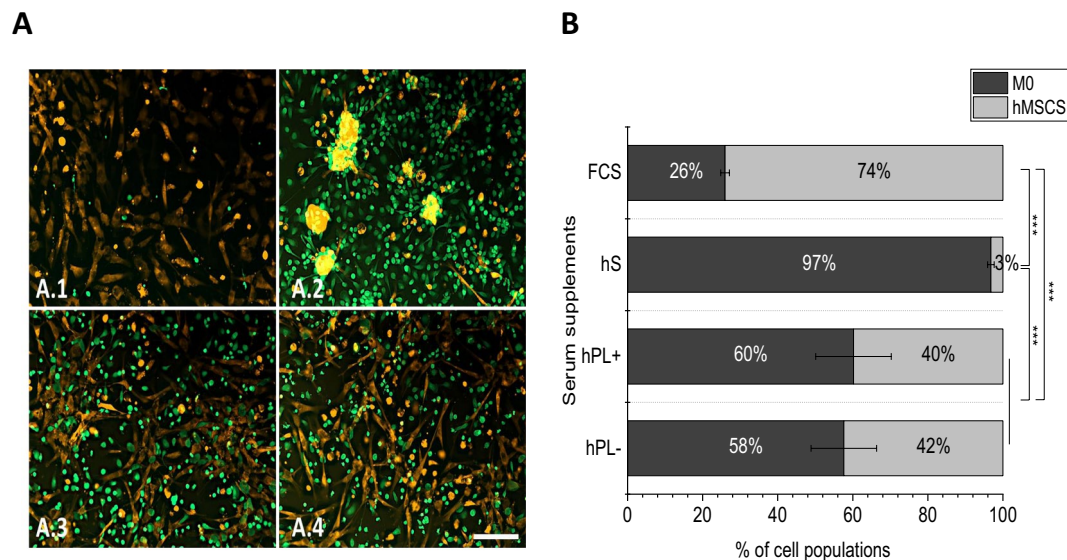 A
B
A.1
A.2
A.3
A.4
M0
hMSCS
Serum supplements
FCS
26%
74%
hS
97%
3%
hPL+
60%
40%
hPL-
58%
42%
***
***
***
0
20
40
60
80
100
% of cell populations